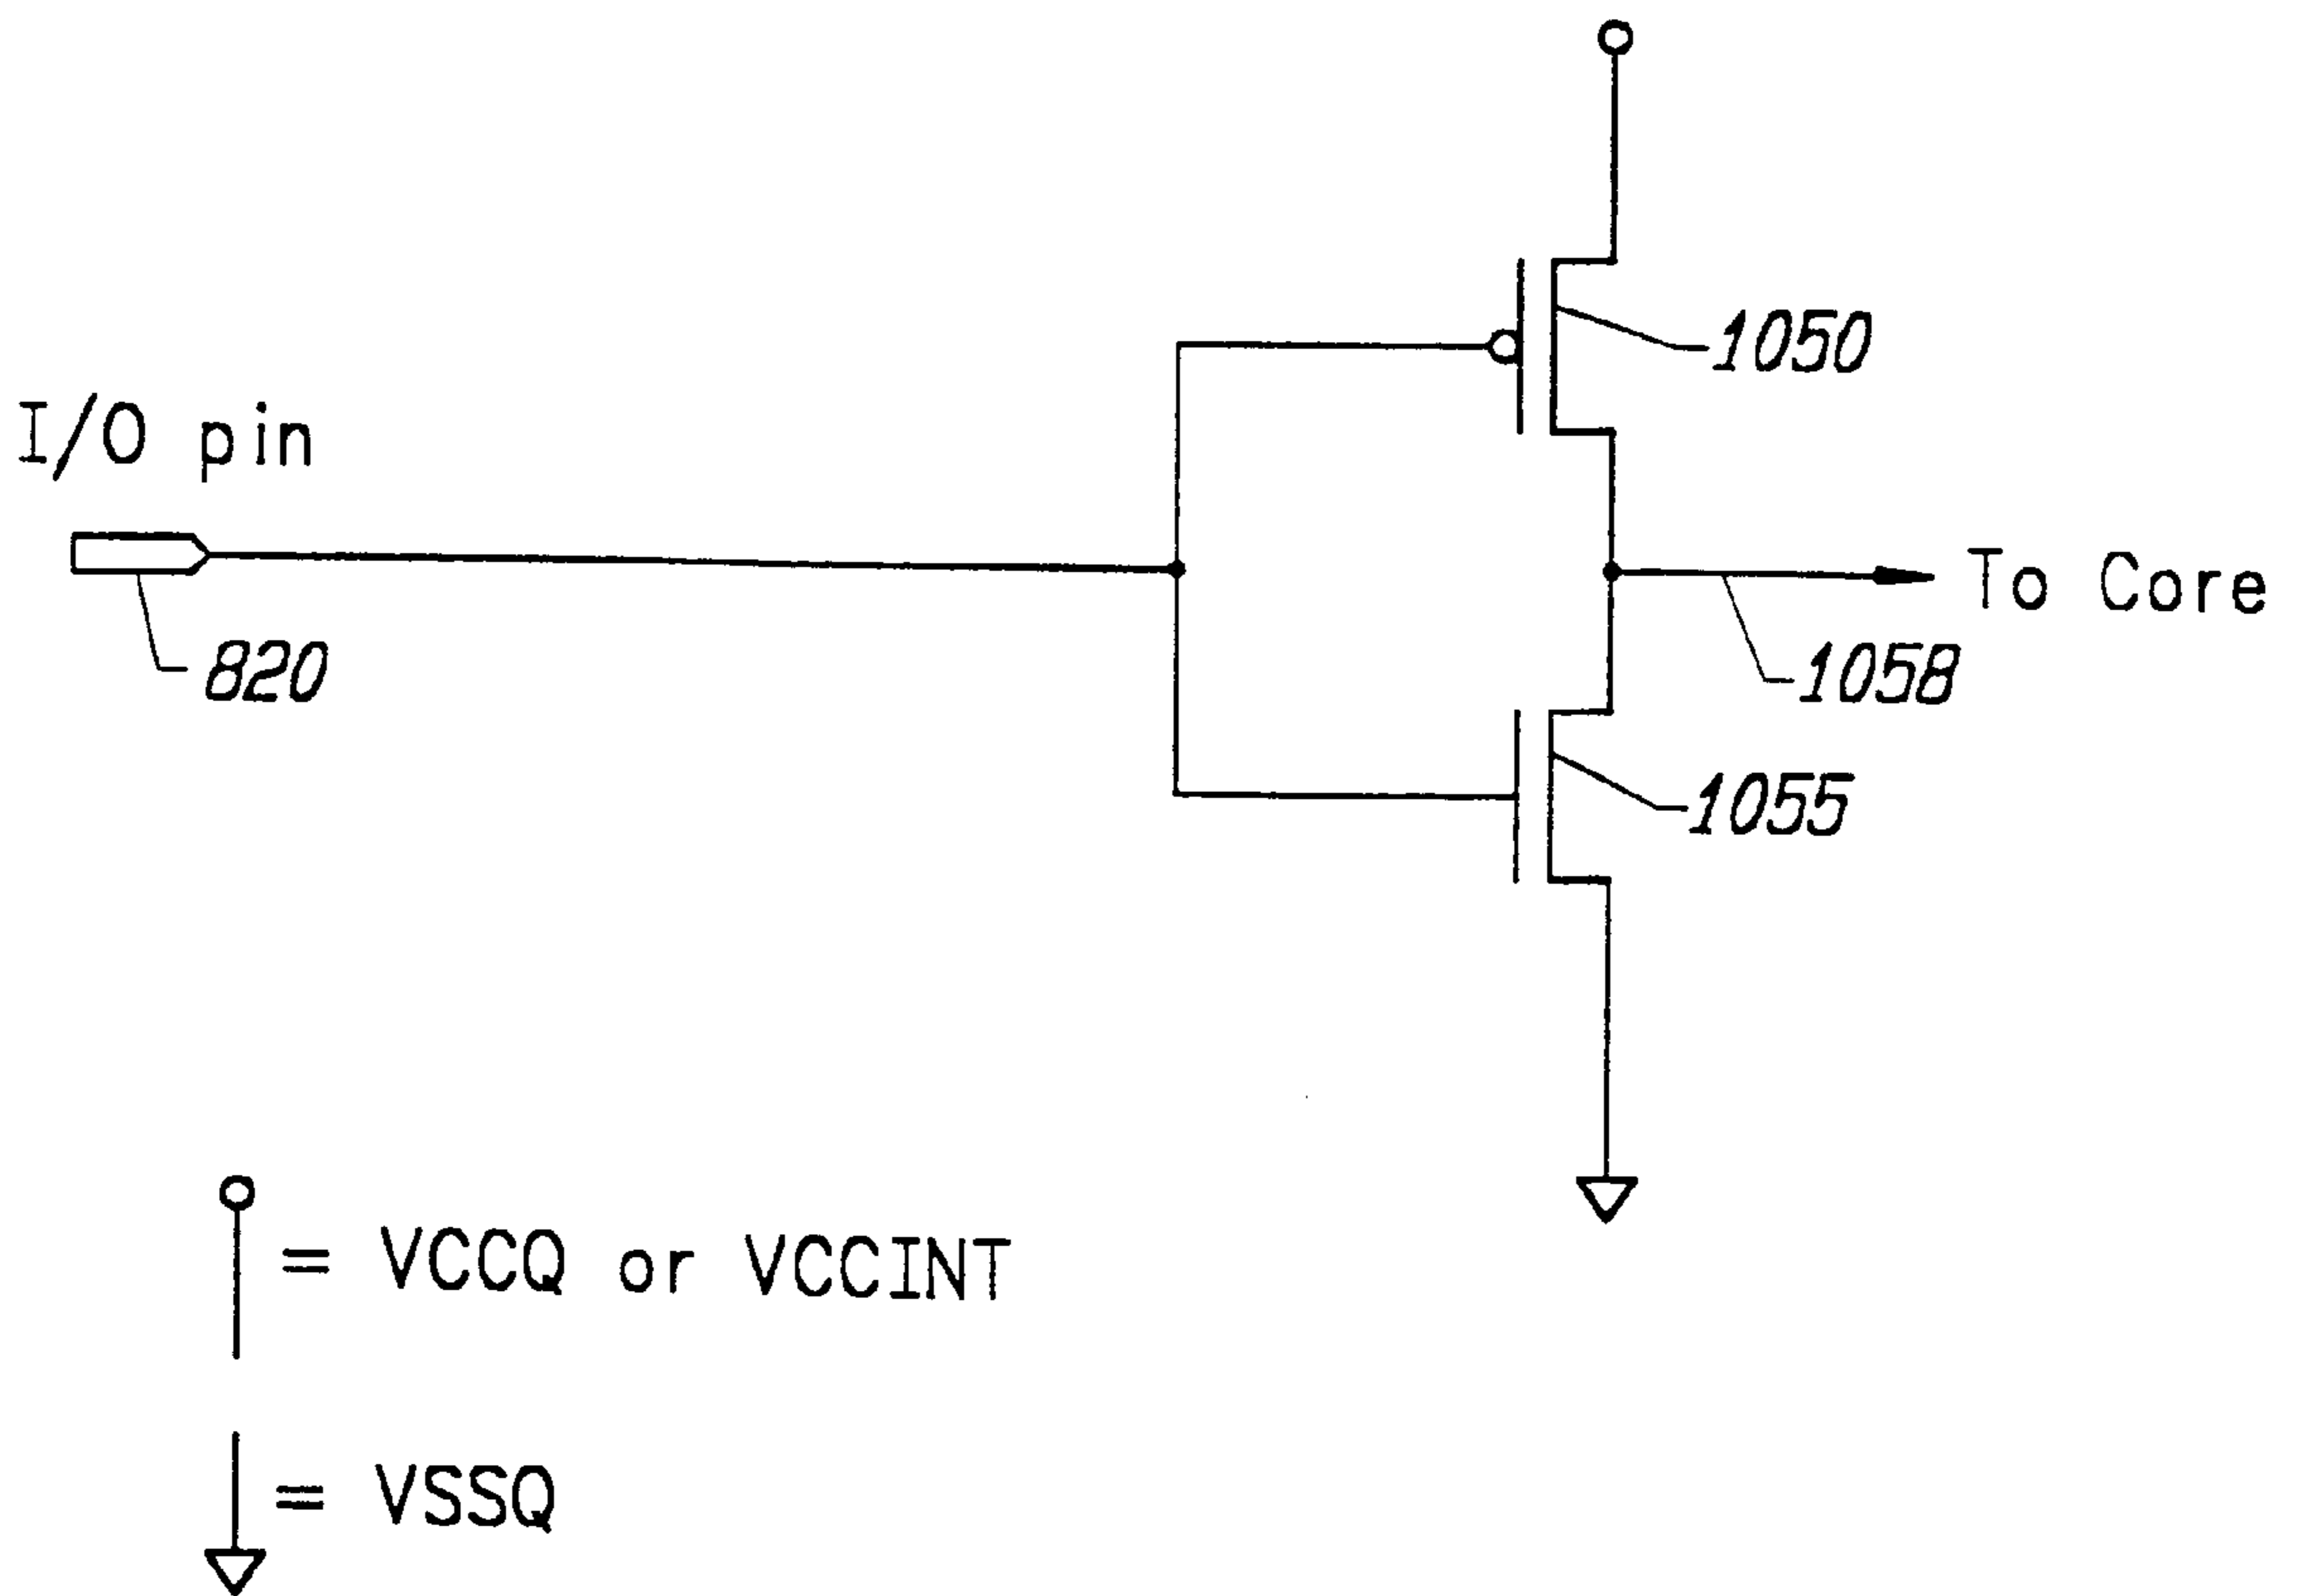 1050
I/O pin
To Core
820
1058
1055
= VCCQ or VCCINT
= VSSQ